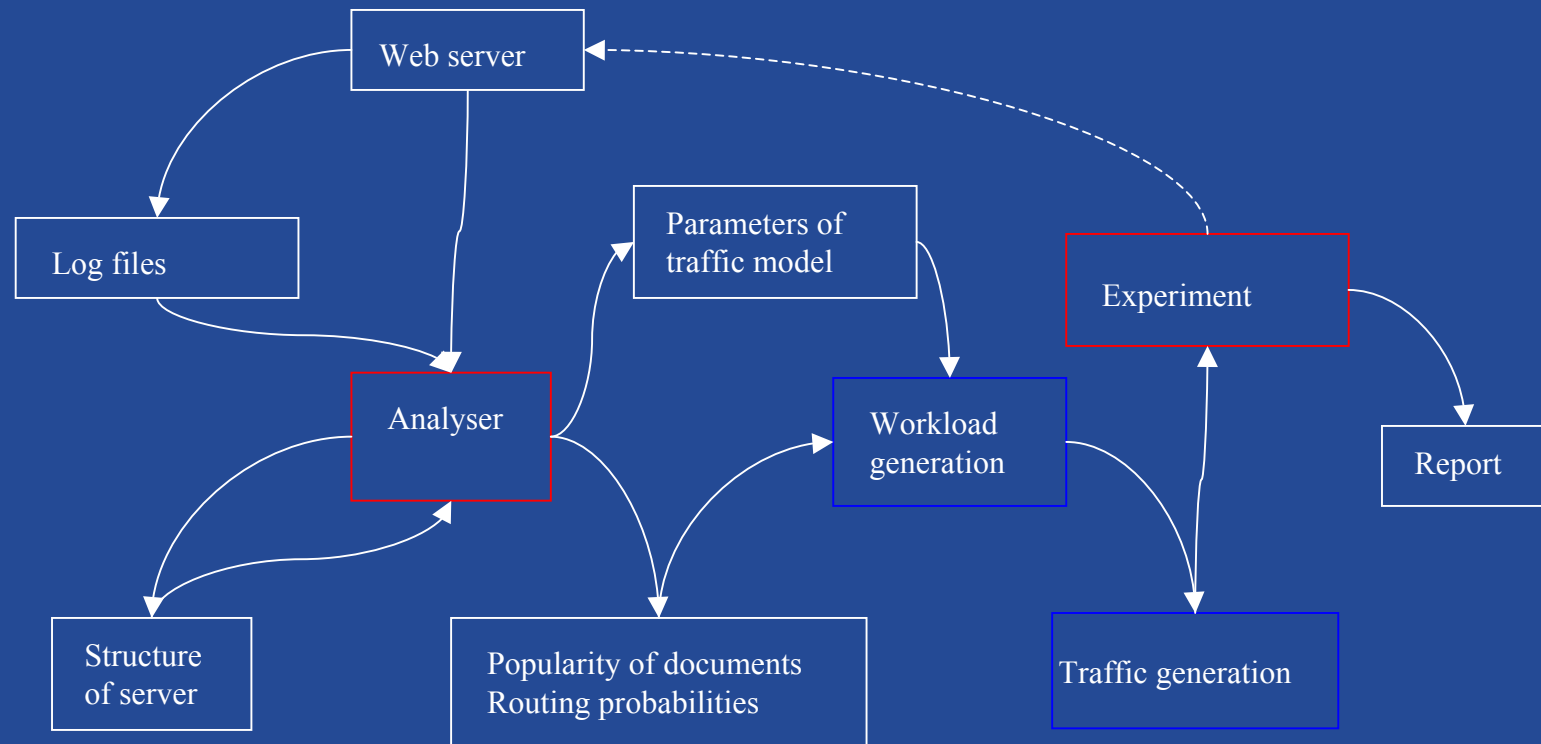 Web server
Log files
Parameters of
traffic model
Experiment
Analyser
Workload
generation
Report
Structure
of server
Popularity of documents
Routing probabilities
Traffic generation